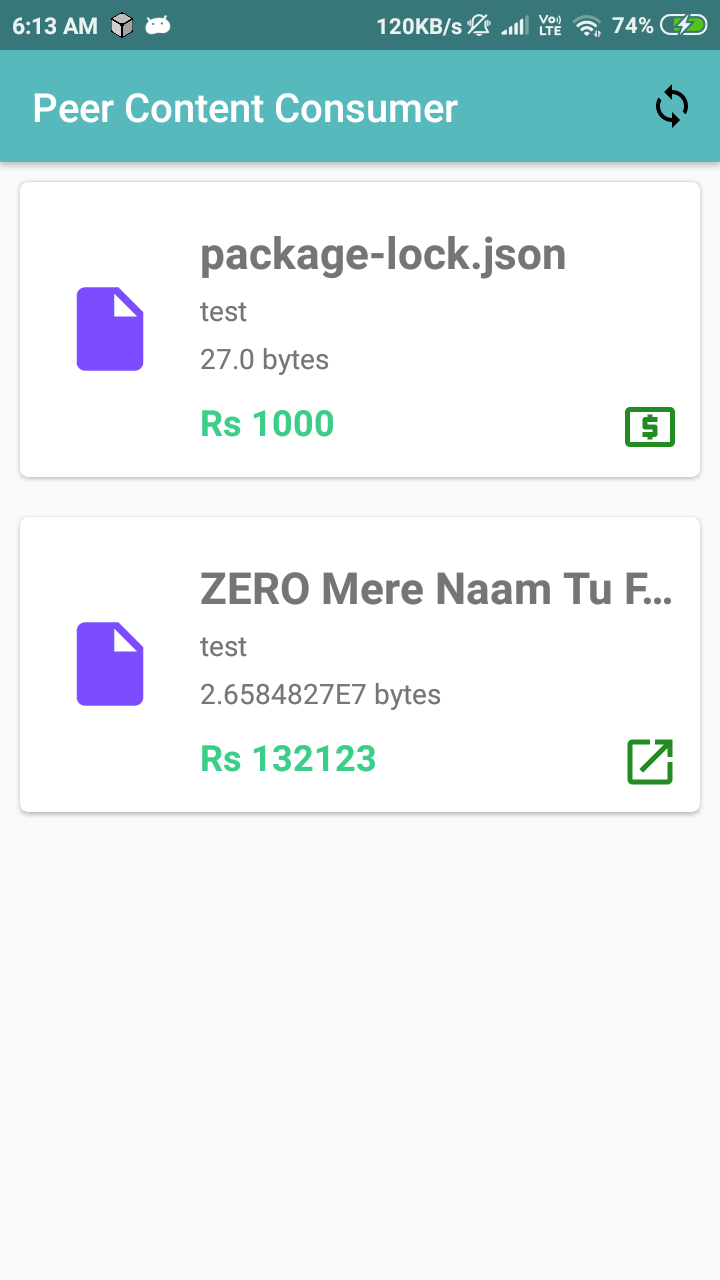 6:13 AM 120KB/s Vo) LTE 74%
Peer Content Consumer
package-lock.json
test
27.0 bytes
Rs 1000
$
ZERO Mere Naam Tu F…
test
2.6584827E7 bytes
Rs 132123